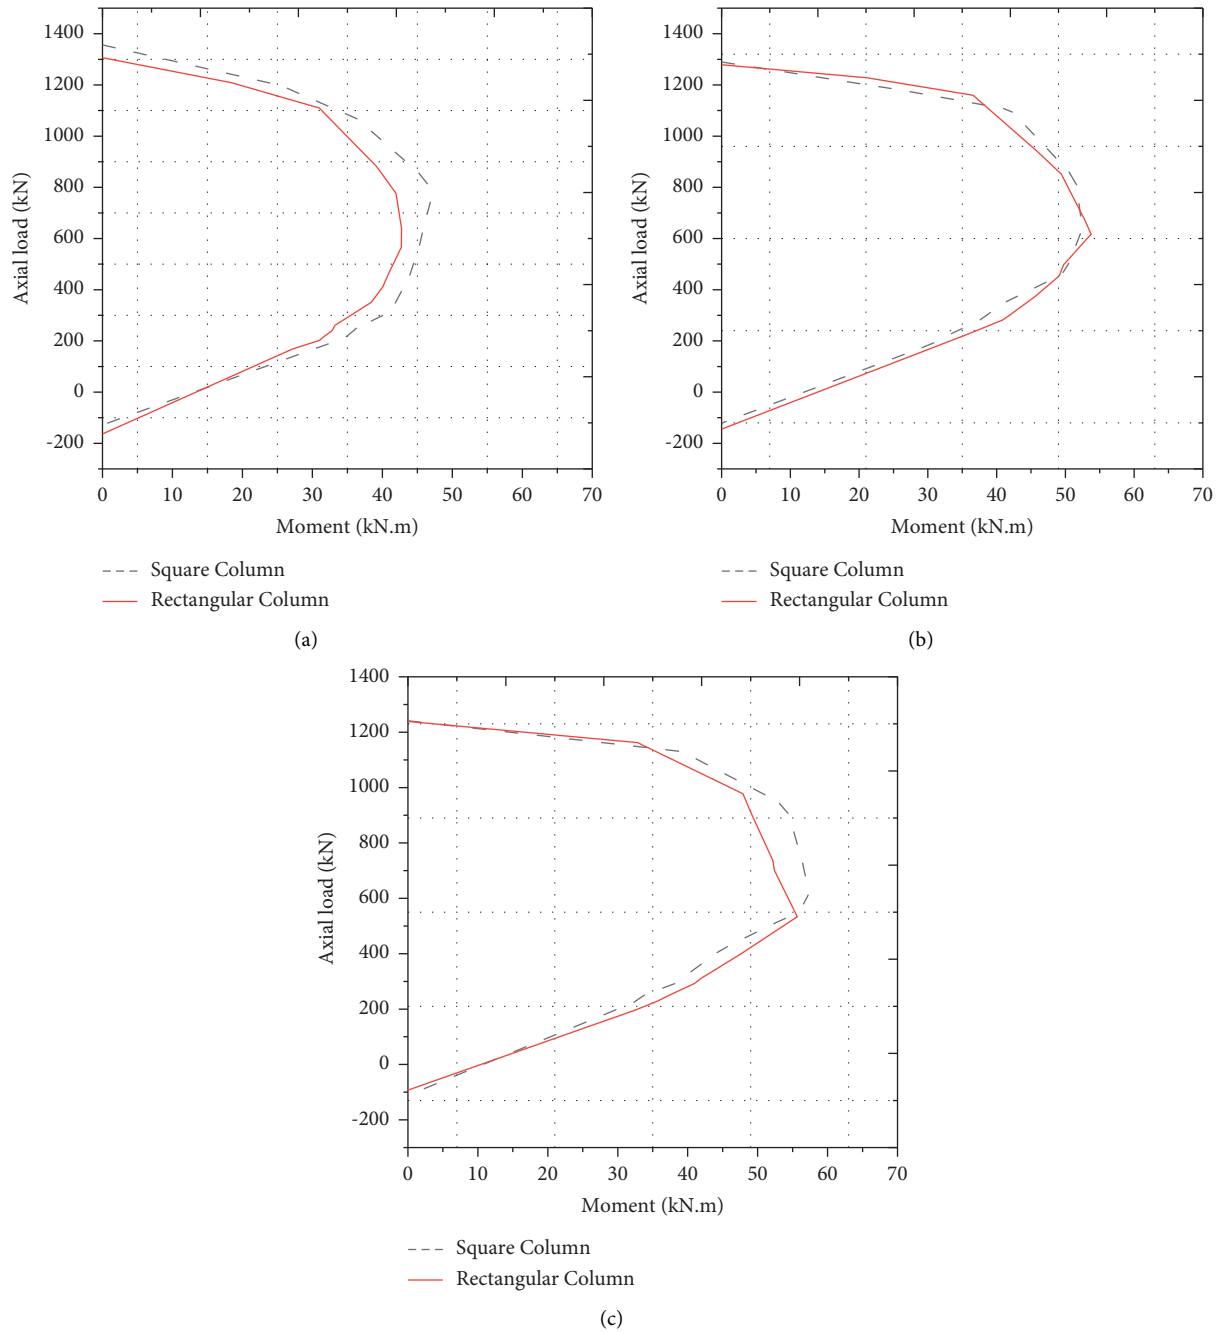 1400
1200
1000
800
600
400
200
0
-200
Axial load (kN)
0 10 20 30 40 50 60 70
Moment (kN.m)
Square Column
Rectangular Column
(a)
1400
1200
1000
800
600
400
200
0
-200
Axial load (kN)
0 10 20 30 40 50 60 70
Moment (kN.m)
Square Column
Rectangular Column
(b)
1400
1200
1000
800
600
400
200
0
-200
Axial load (kN)
0 10 20 30 40 50 60 70
Moment (kN.m)
Square Column
Rectangular Column
(c)